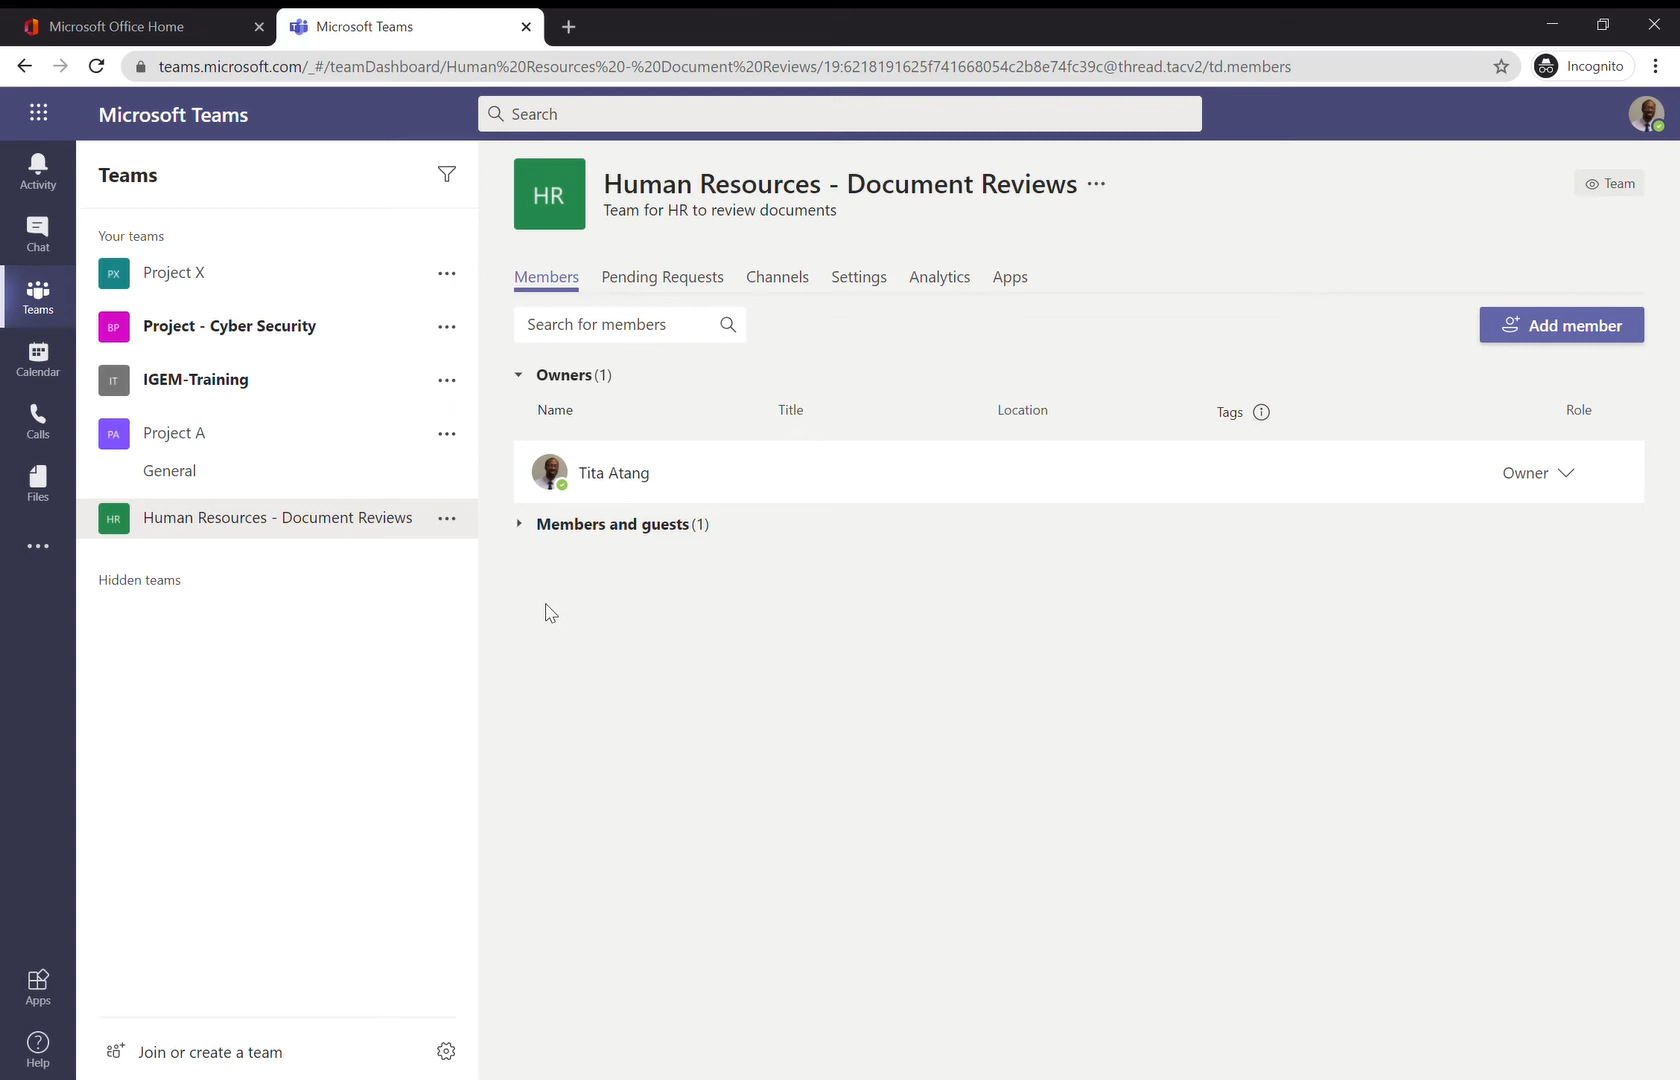 Microsoft Office Home
Microsoft Teams
teams.microsoft.com/_#/teamDashboard/Human%20Resources%20-%20Document%20Reviews/19:6218191625f741668054c2b8e74fc39c@thread.tacv2/td.members
Incognito
Microsoft Teams
Search
Activity
Chat
Teams
Calendar
Calls
Files
Apps
Help
Teams
Your teams
PX Project X
BP Project - Cyber Security
IT IGEM-Training
PA Project A
General
HR Human Resources - Document Reviews
Hidden teams
Join or create a team
HR
Human Resources - Document Reviews
Team for HR to review documents
Team
Members Pending Requests Channels Settings Analytics Apps
Search for members
Add member
Owners (1)
Name Title Location Tags Role
Tita Atang Owner
Members and guests (1)